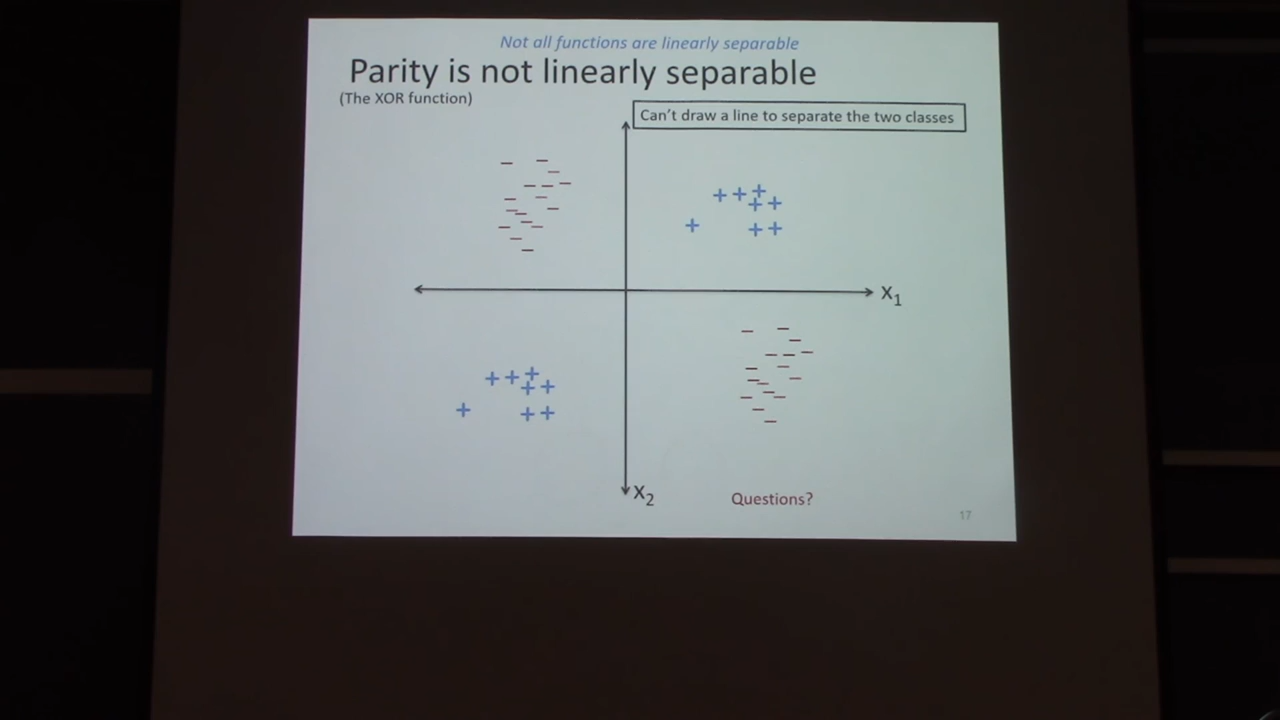 Not all functions are linearly separable
Parity is not linearly separable
(The XOR function)
Can't draw a line to separate the two classes
X1
X2
Questions?
17